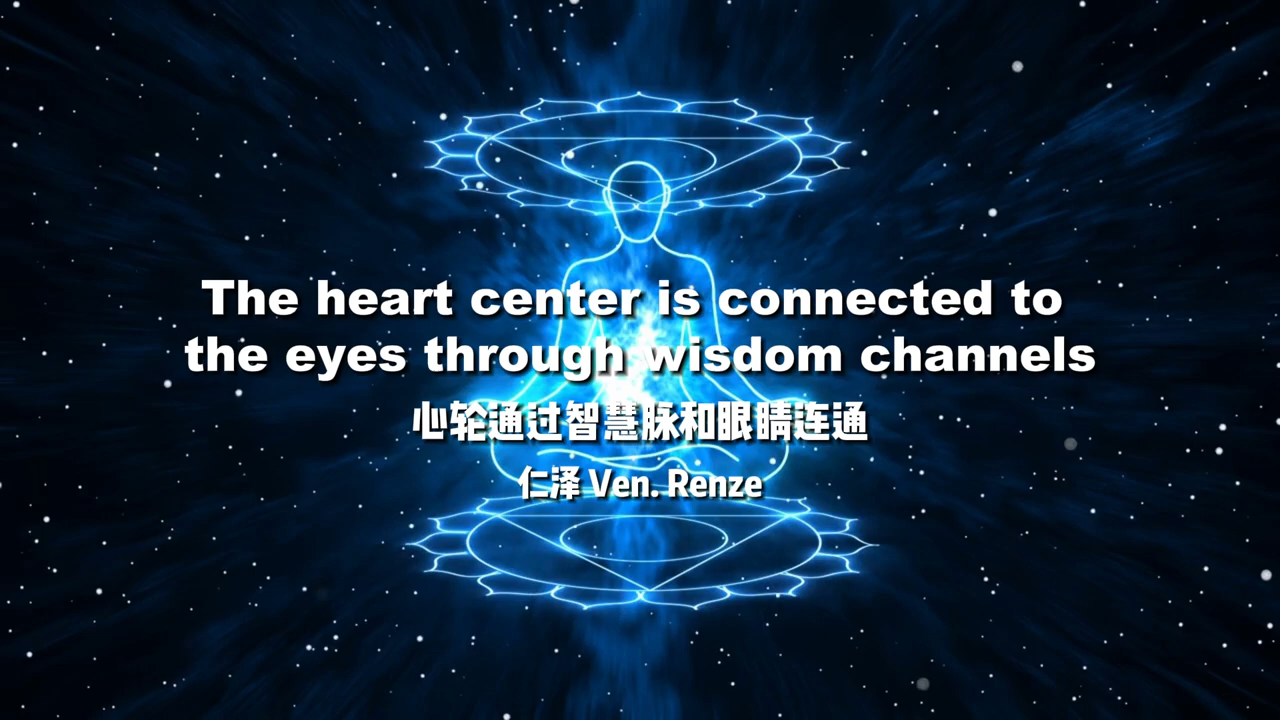 The heart center is connected to
the eyes through wisdom channels
心轮通过智慧脉和眼睛连通
仁泽 Ven. Renze